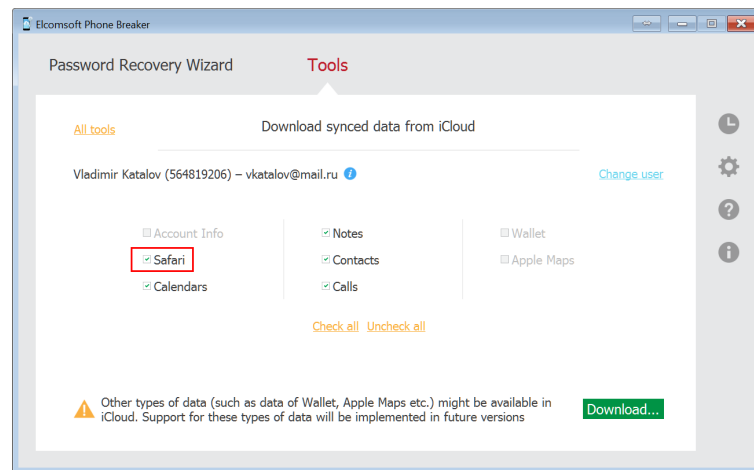 Elcomsoft Phone Breaker
Password Recovery Wizard
Tools
All tools
Download synced data from iCloud
Vladimir Katalov (564819206) – vkatalov@mail.ru
Change user
Account Info
Notes
Wallet
Safari
Contacts
Apple Maps
Calendars
Calls
Check all Uncheck all
Other types of data (such as data of Wallet, Apple Maps etc.) might be available in
iCloud. Support for these types of data will be implemented in future versions
Download...